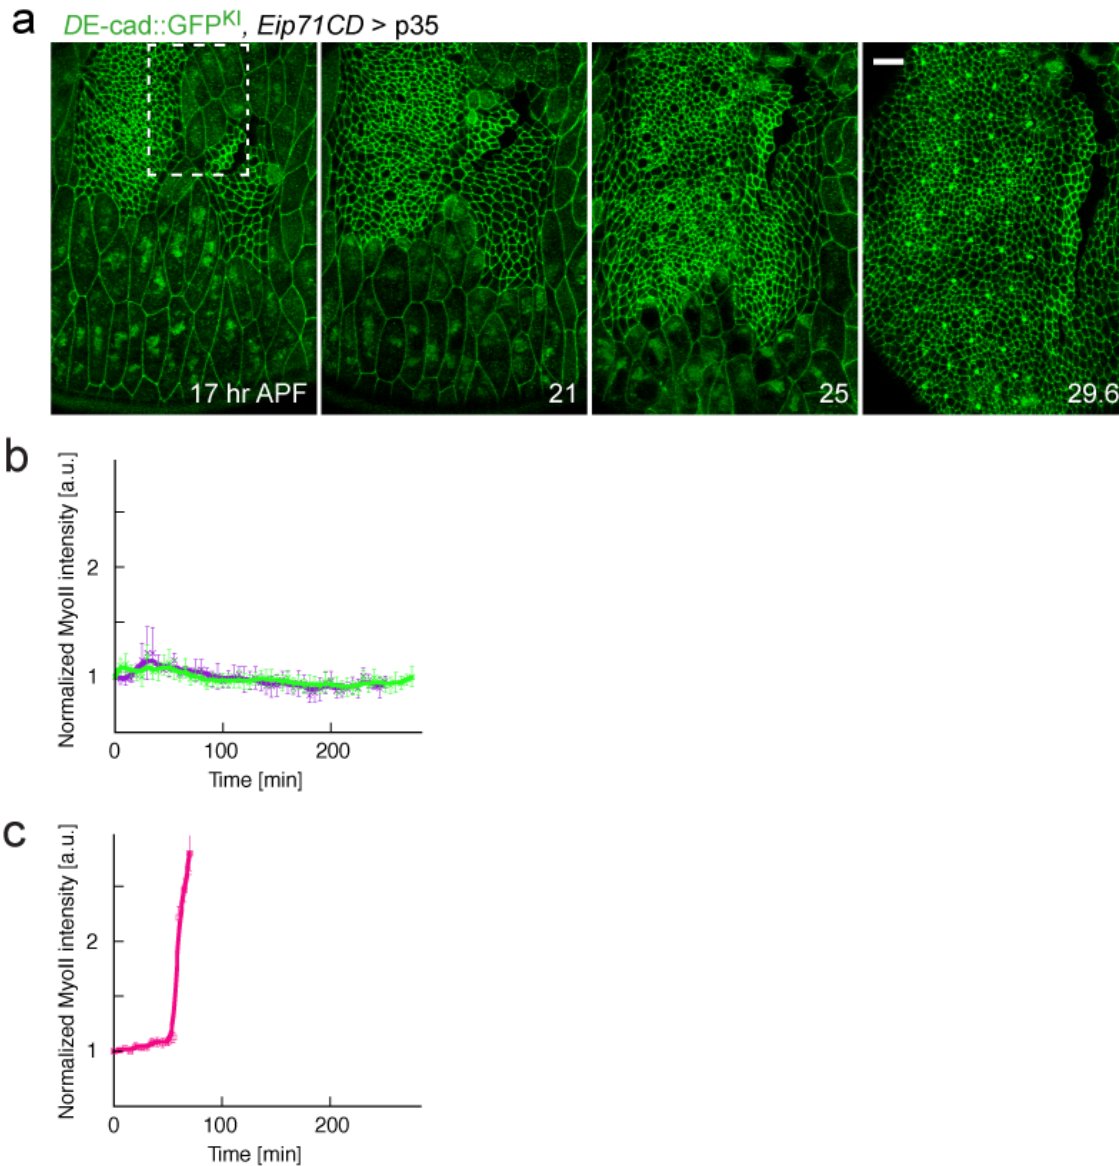 a
DE-cad::GFPKI, Eip71CD > p35
17 hr APF
21
25
29.6
b
Normalized MyoII intensity [a.u.]
2
1
0
100
200
Time [min]
c
Normalized MyoII intensity [a.u.]
2
1
0
100
200
Time [min]